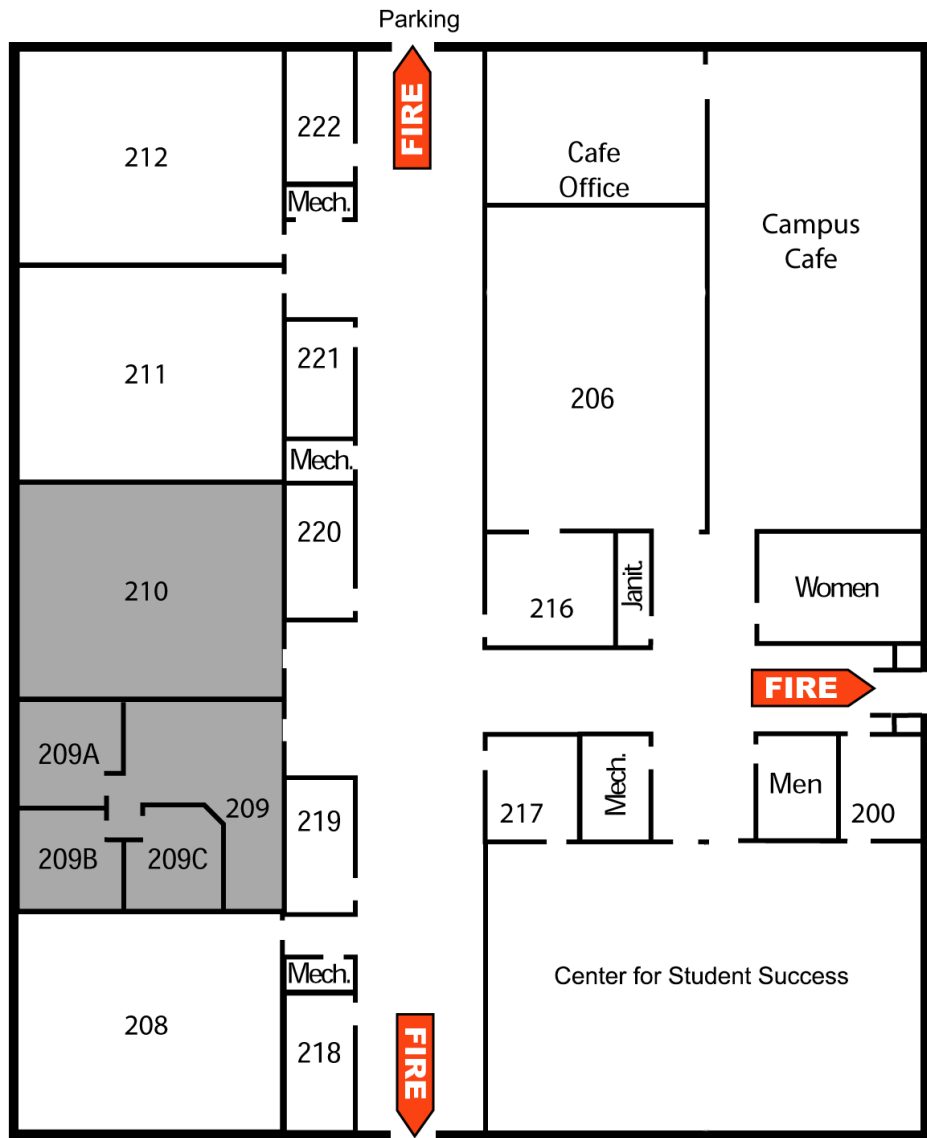 Parking
FIRE
222
212
Cafe
Office
Mech.
Campus
Cafe
221
211
206
Mech.
220
210
Janit.
Women
216
FIRE
209A
Mech.
Men
209
219
217
200
209B
209C
Mech.
Center for Student Success
208
218
FIRE